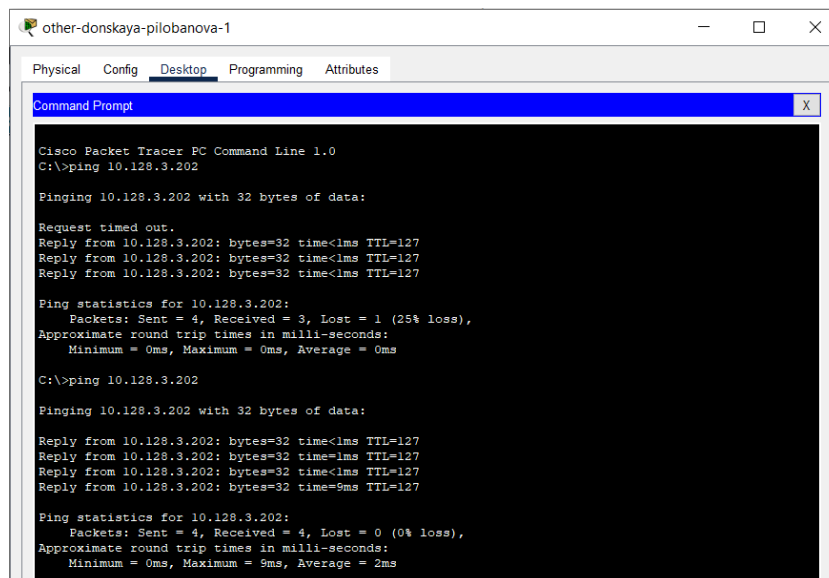 other-donskaya-pilobanova-1
Physical Config Desktop Programming Attributes
Command Prompt X
Cisco Packet Tracer PC Command Line 1.0
C:\>ping 10.128.3.202
Pinging 10.128.3.202 with 32 bytes of data:
Request timed out.
Reply from 10.128.3.202: bytes=32 time<1ms TTL=127
Reply from 10.128.3.202: bytes=32 time<1ms TTL=127
Reply from 10.128.3.202: bytes=32 time<1ms TTL=127
Ping statistics for 10.128.3.202:
Packets: Sent = 4, Received = 3, Lost = 1 (25% loss),
Approximate round trip times in milli-seconds:
Minimum = 0ms, Maximum = 0ms, Average = 0ms
C:\>ping 10.128.3.202
Pinging 10.128.3.202 with 32 bytes of data:
Reply from 10.128.3.202: bytes=32 time<1ms TTL=127
Reply from 10.128.3.202: bytes=32 time=1ms TTL=127
Reply from 10.128.3.202: bytes=32 time<1ms TTL=127
Reply from 10.128.3.202: bytes=32 time=9ms TTL=127
Ping statistics for 10.128.3.202:
Packets: Sent = 4, Received = 4, Lost = 0 (0% loss),
Approximate round trip times in milli-seconds:
Minimum = 0ms, Maximum = 9ms, Average = 2ms